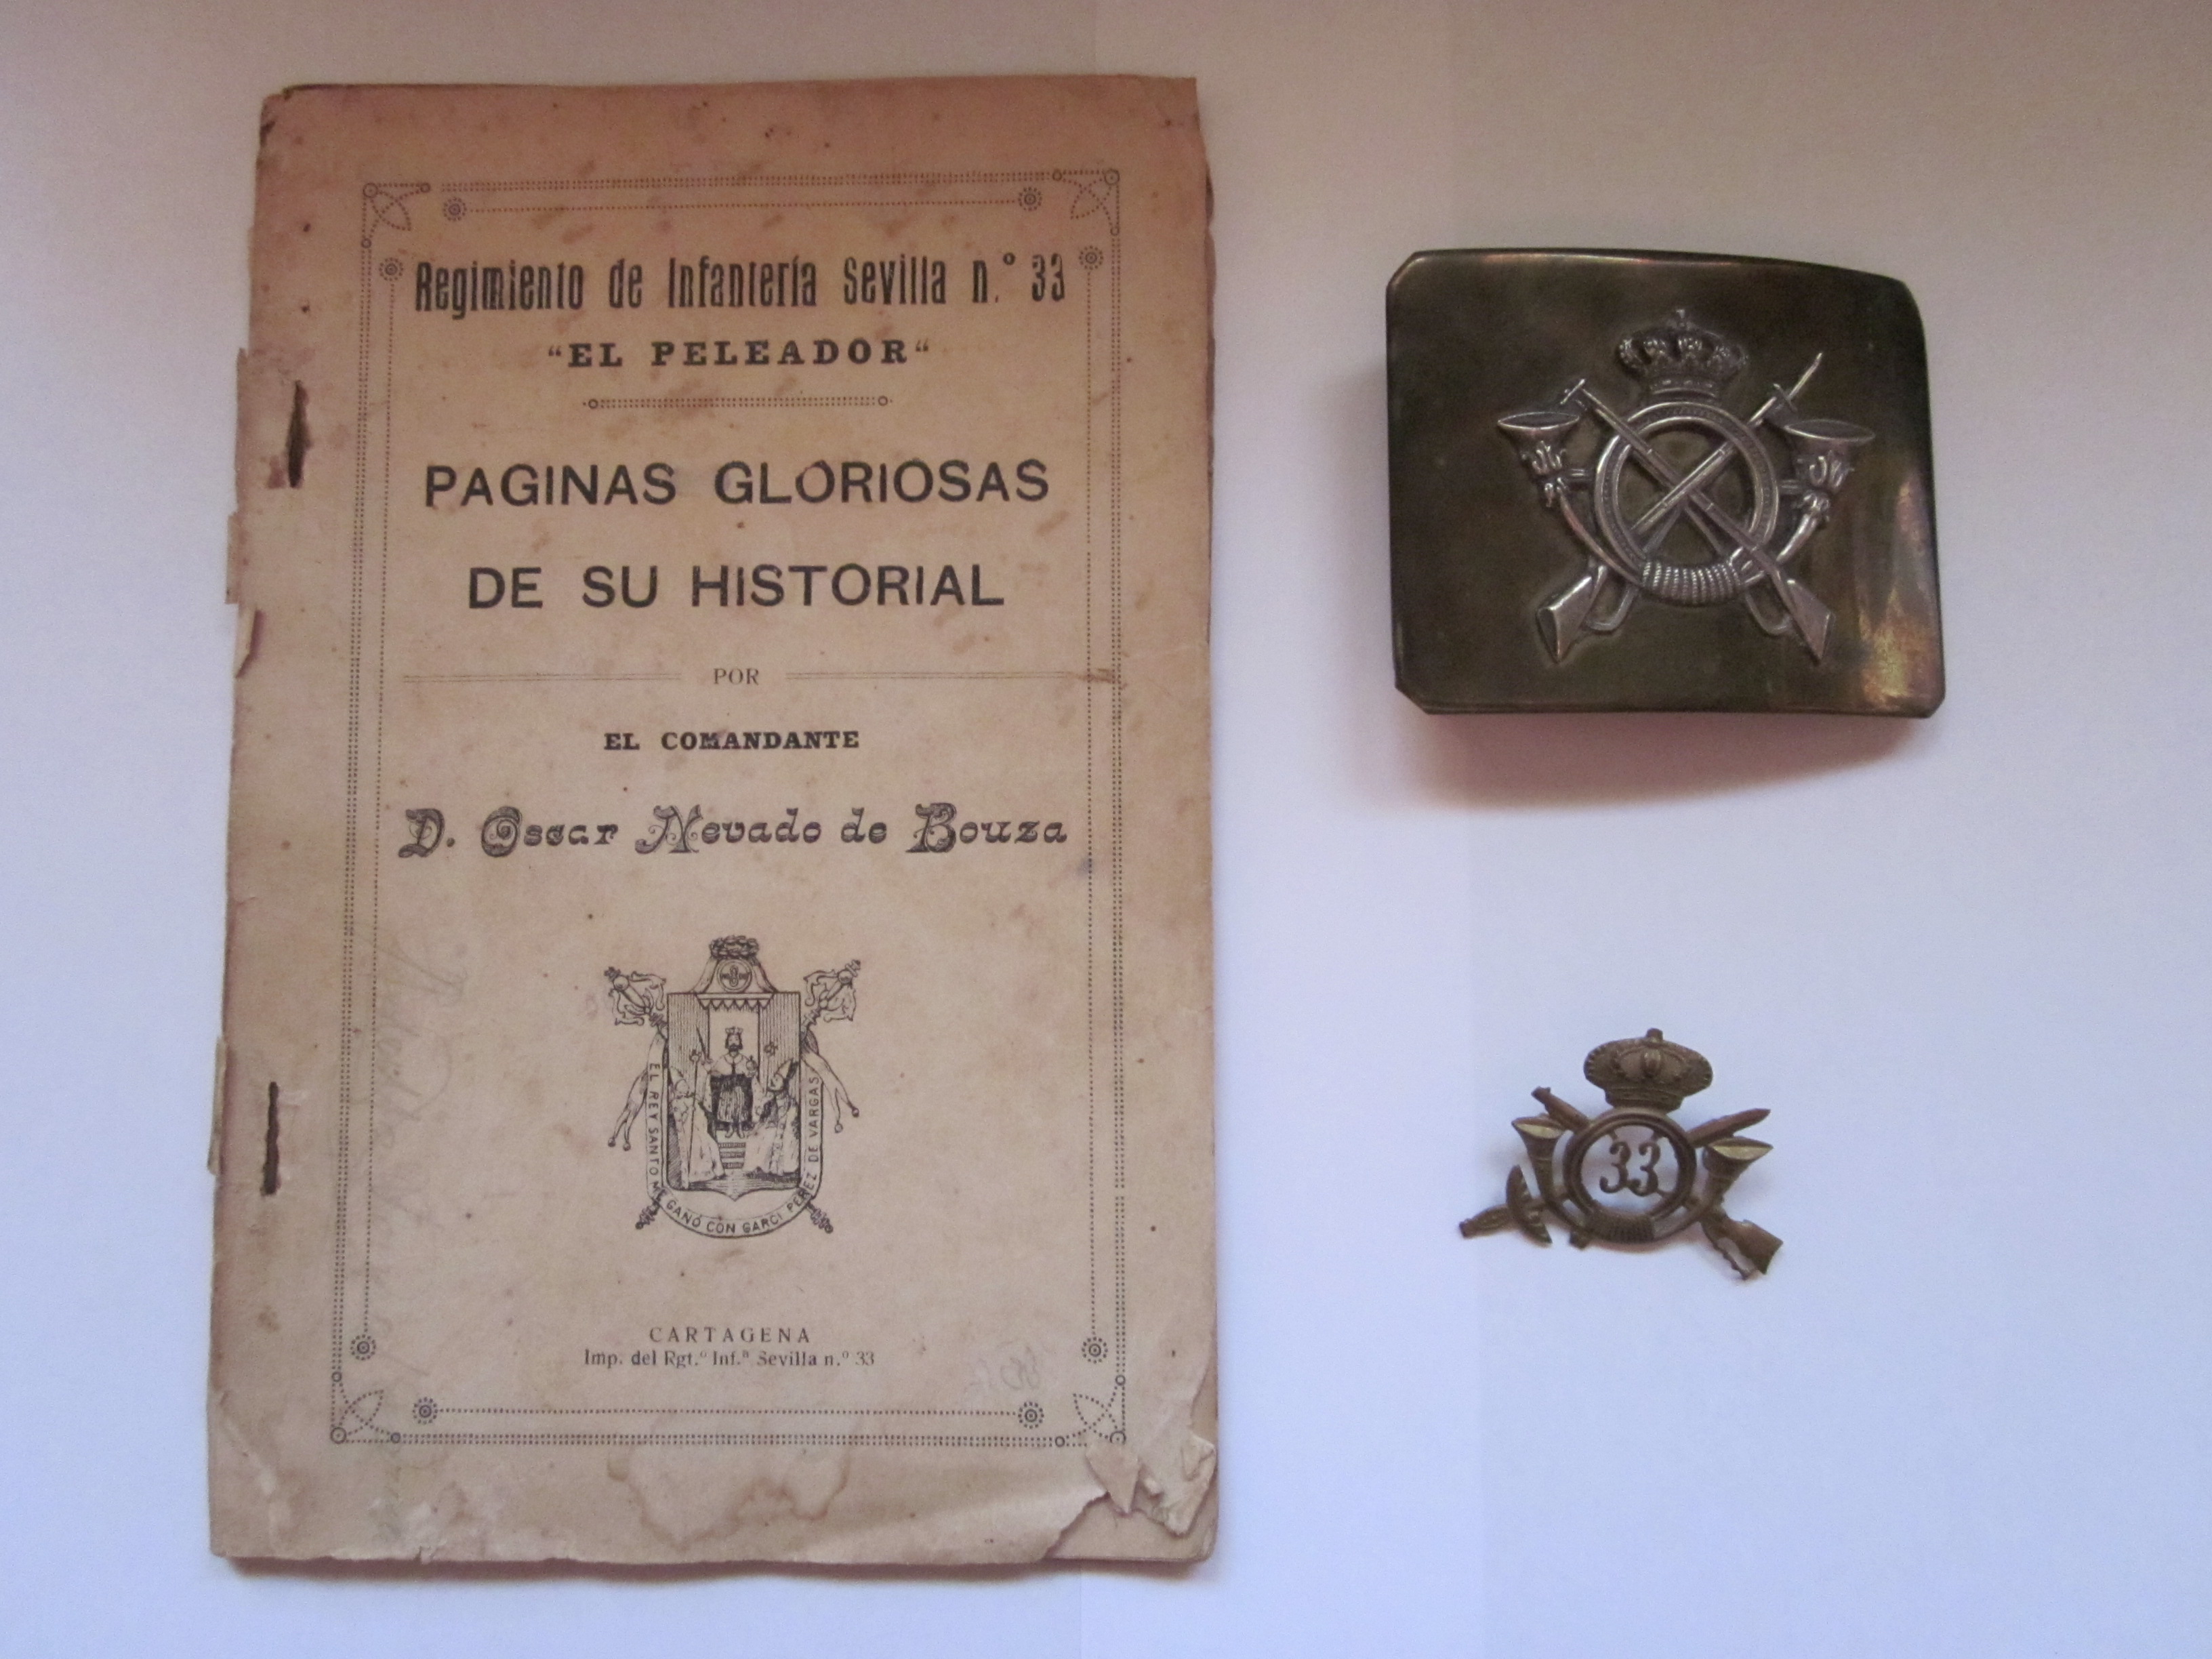 Regimiento de Infantería Sevilla n.º 33
"EL PELEADOR"
PAGINAS GLORIOSAS
DE SU HISTORIAL
POR
EL COMANDANTE
D. Oscar Nevado de Bouza
EL REY SANTO ME GANÓ CON GARCI PEREZ DE VARGAS
CARTAGENA
Imp. del Rgt.º Inf.ª Sevilla n.º 33
33